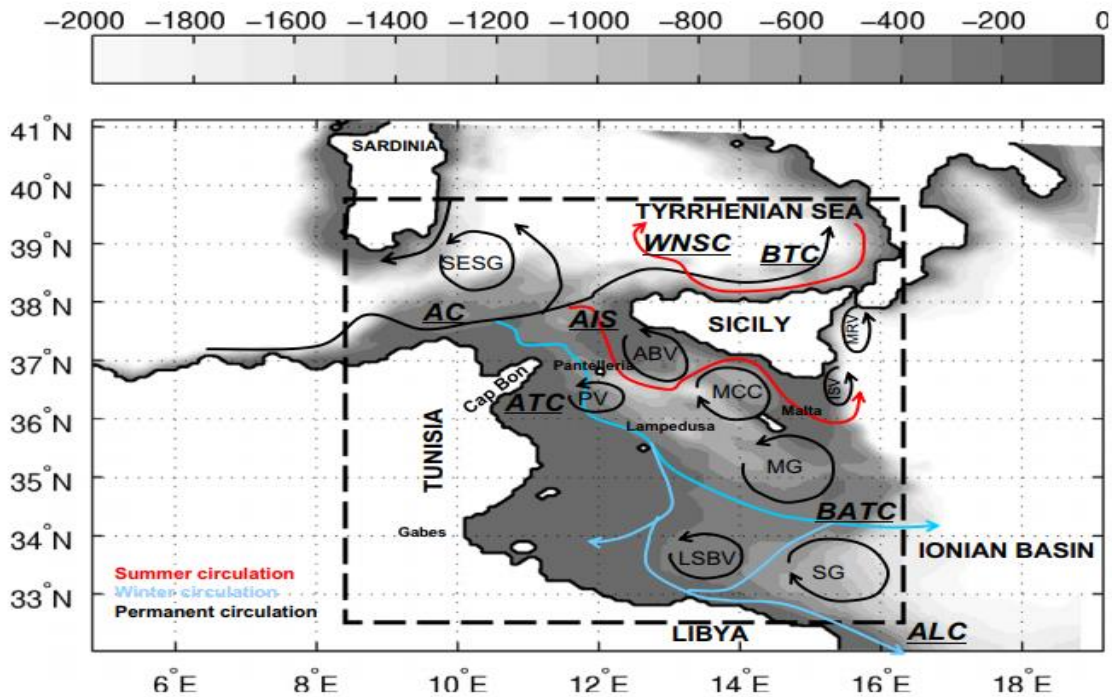 −2000 −1600 −1400 −1200 −1000 −800 −600 −400 −200 0
41°N
SARDINIA
40°N
TYRRHENIAN SEA
39°N
WNSC
BTC
SESG
38°N
AC
AIS
SICILY
MRV
37°N
ABV
Pantelleria
Cap Bon
ISV
MCC
ATC
PV
Malta
36°N
Lampedusa
TUNISIA
MG
35°N
BATC
34°N
Gabes
IONIAN BASIN
LSBV
SG
Summer circulation
Winter circulation
33°N
Permanent circulation
LIBYA
ALC
6°E 8°E 10°E 12°E 14°E 16°E 18°E